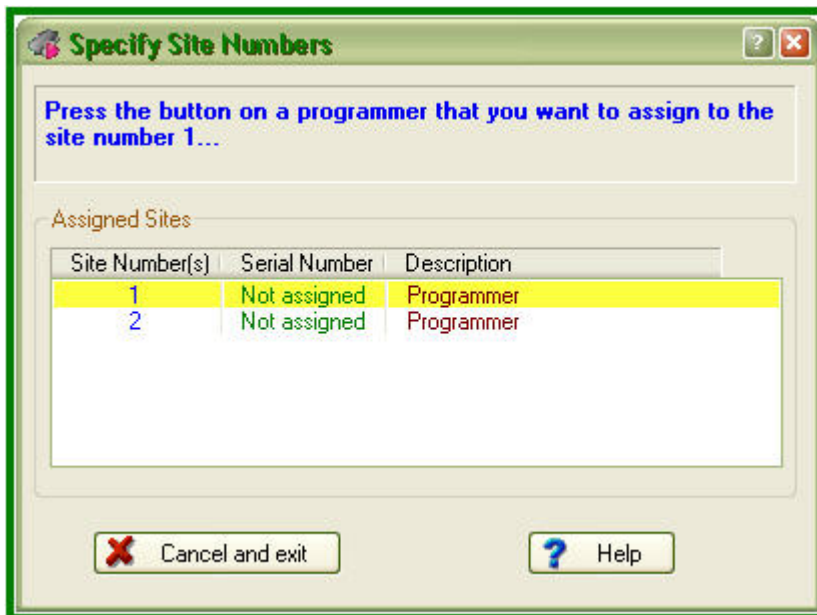 Specify Site Numbers
Press the button on a programmer that you want to assign to the
site number 1...
Assigned Sites
Site Number(s) Serial Number Description
1 Not assigned Programmer
2 Not assigned Programmer
Cancel and exit
Help